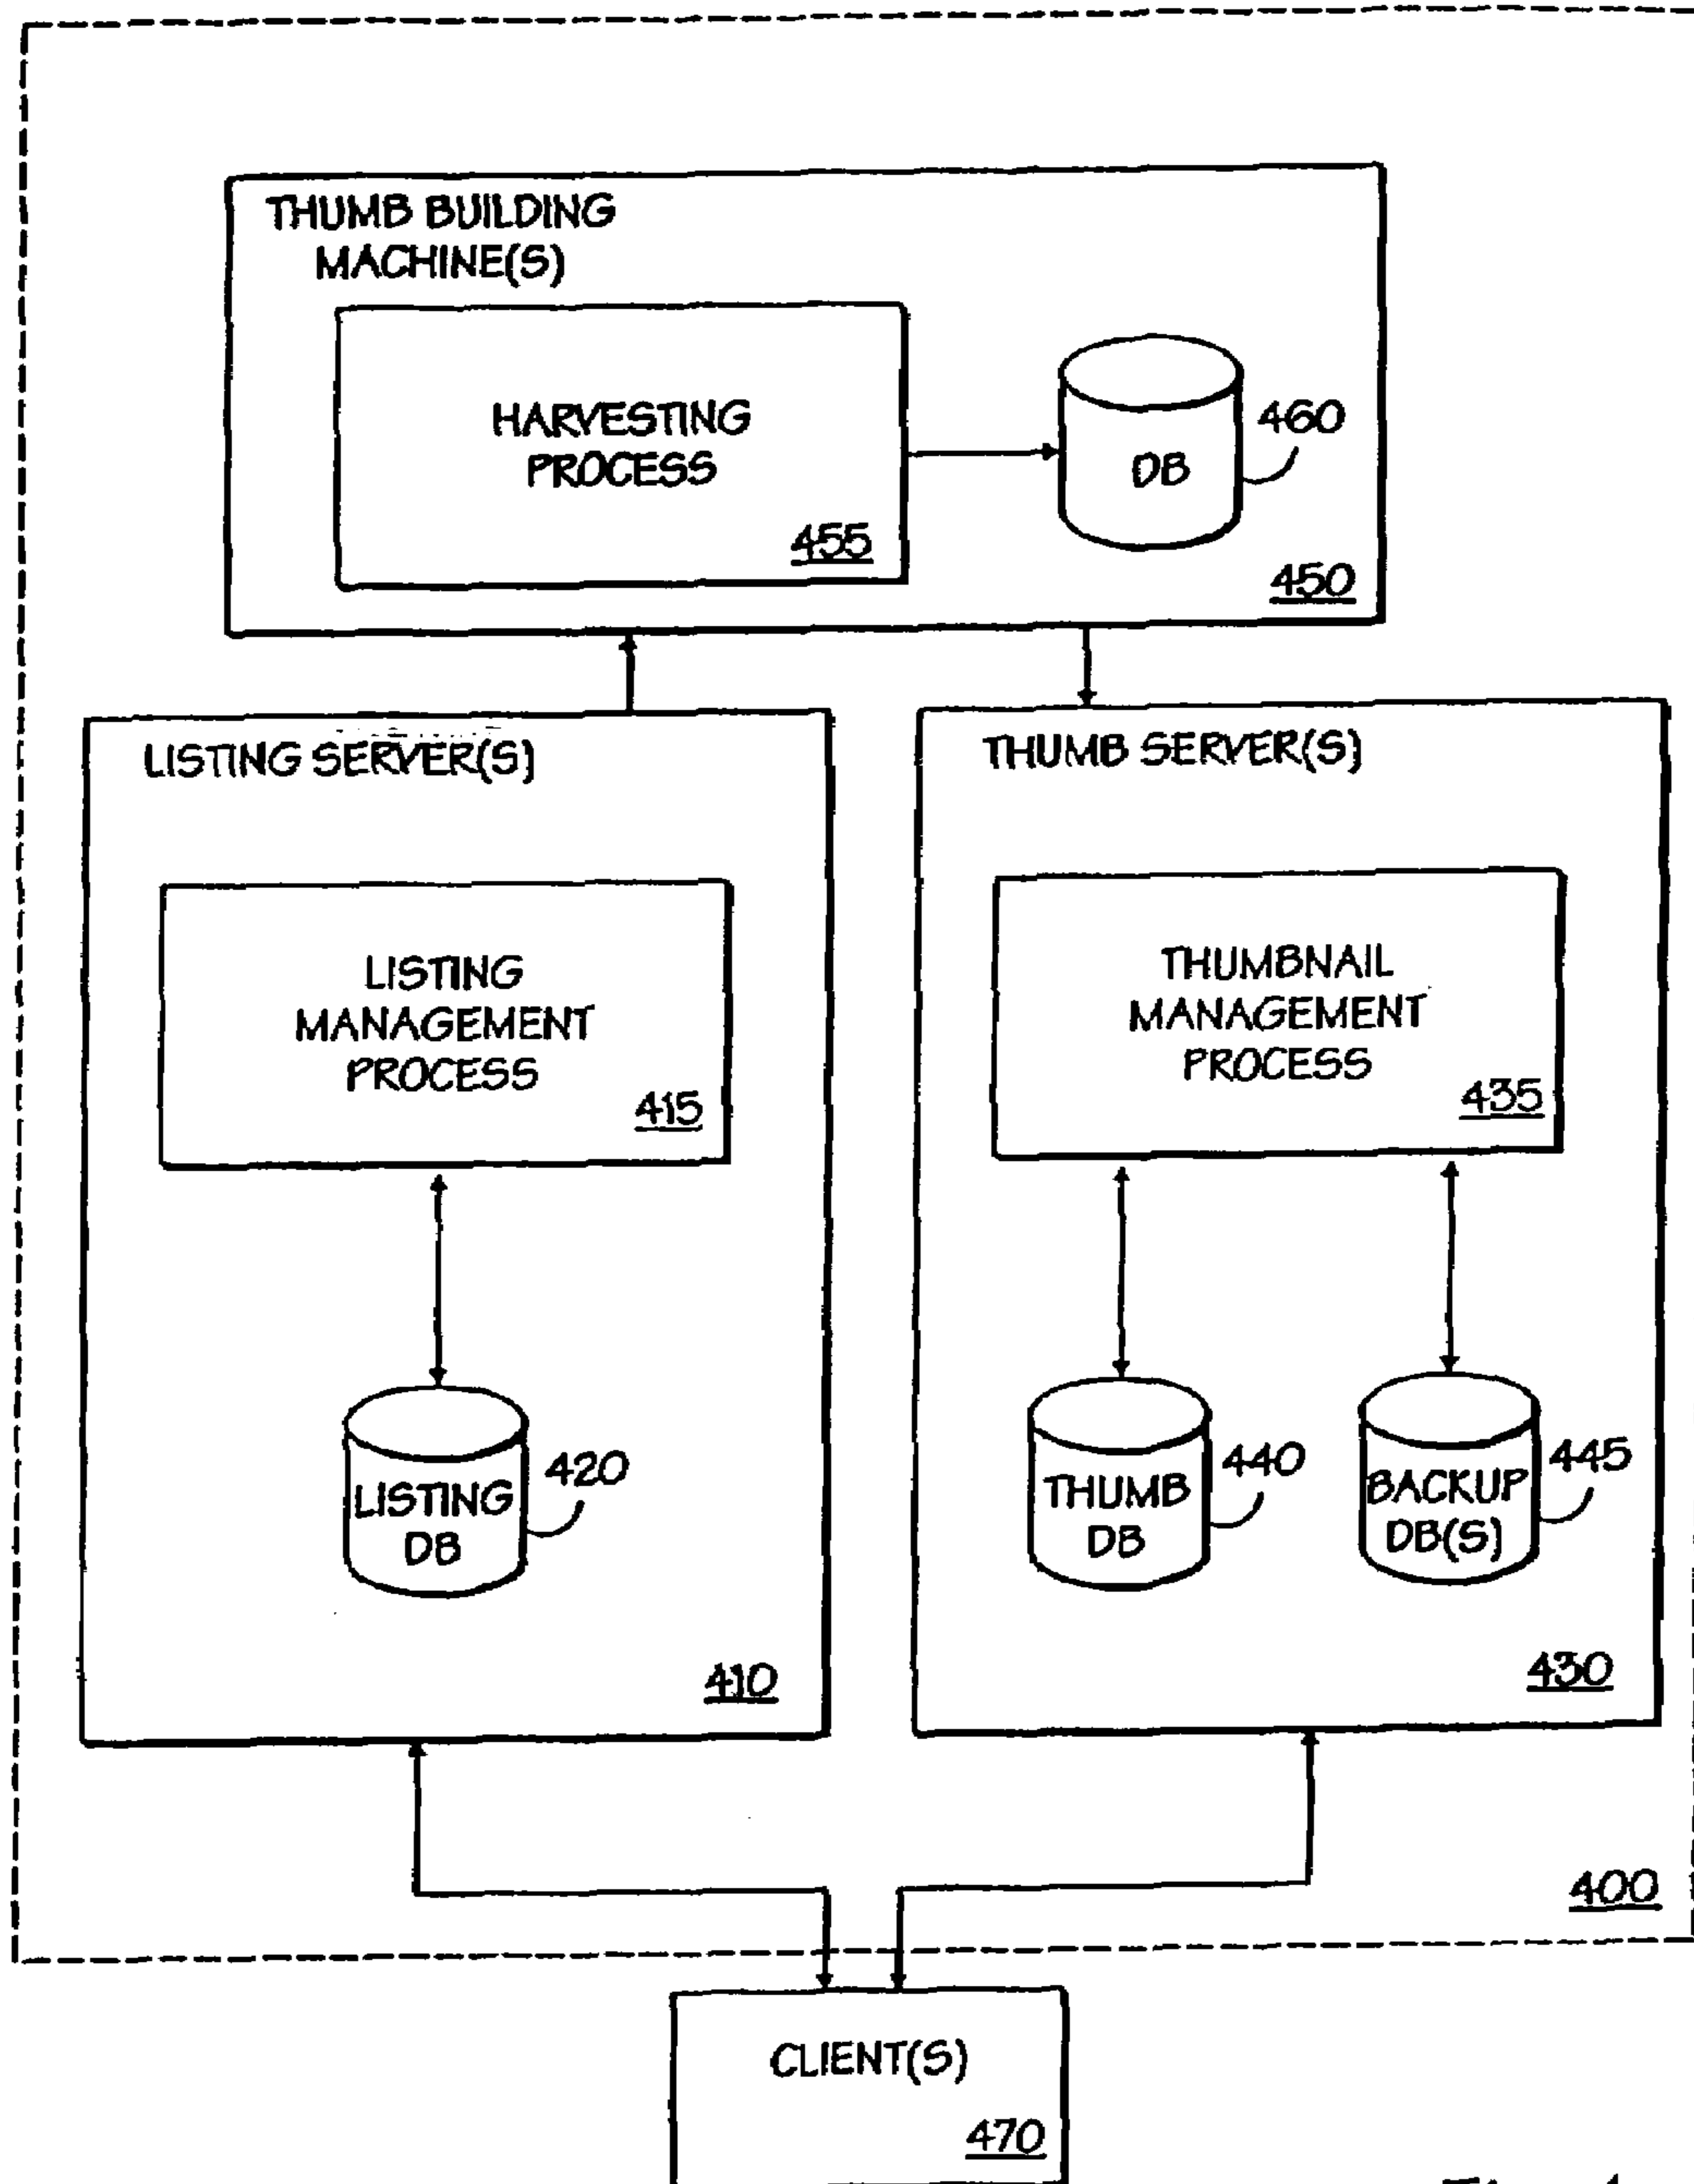 THUMB BUILDING
MACHINE(S)
HARVESTING
PROCESS
455
DB
460
450
LISTING SERVER(S)
LISTING
MANAGEMENT
PROCESS
415
LISTING
DB
420
410
THUMB SERVER(S)
THUMBNAIL
MANAGEMENT
PROCESS
435
THUMB
DB
440
BACKUP
DB(S)
445
430
400
CLIENT(S)
470